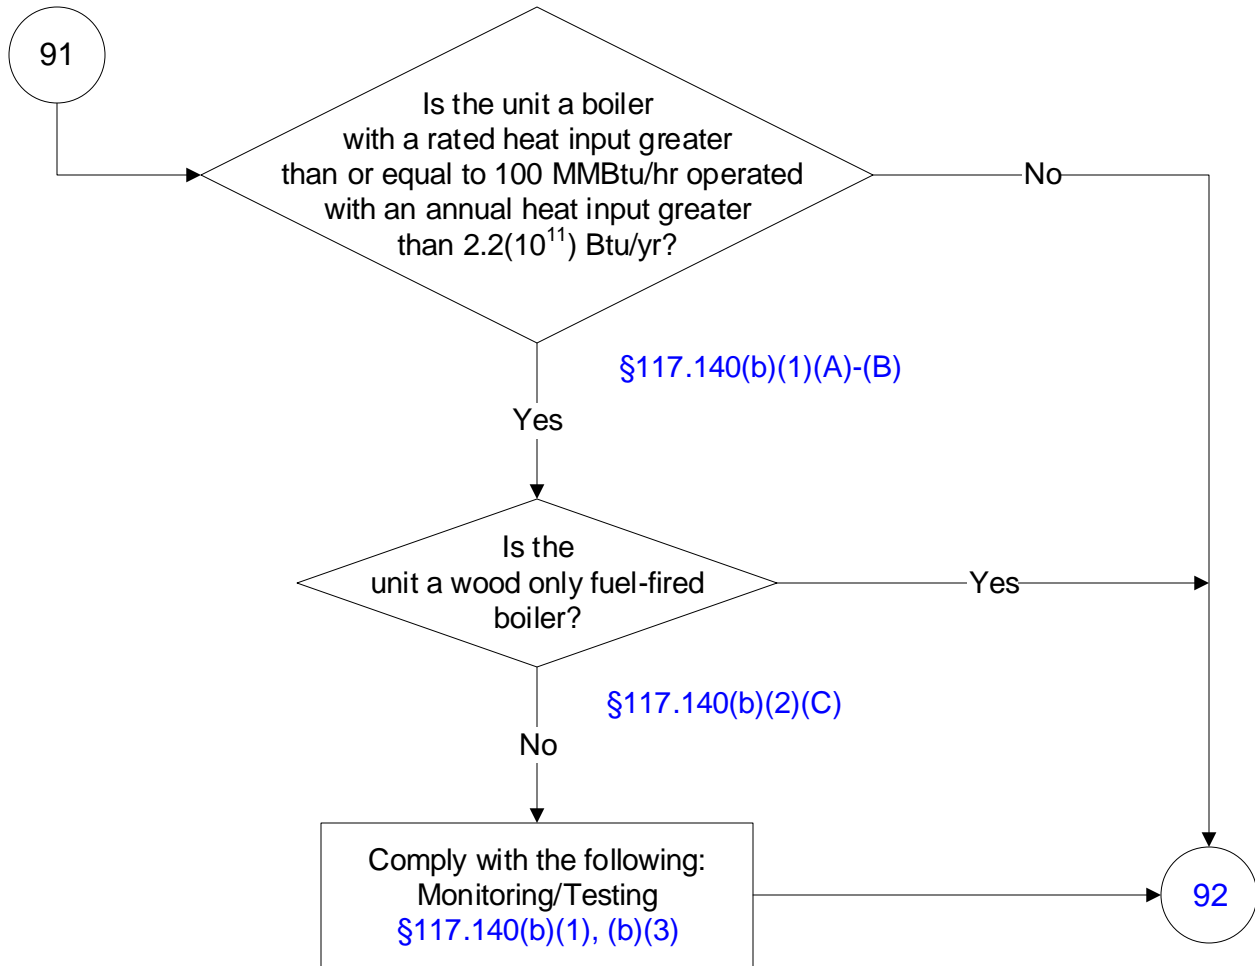 91
Is the unit a boiler
with a rated heat input greater
than or equal to 100 MMBtu/hr operated
with an annual heat input greater
than 2.2(10¹¹) Btu/yr?
No
§117.140(b)(1)(A)-(B)
Yes
Is the
unit a wood only fuel-fired
boiler?
Yes
§117.140(b)(2)(C)
No
Comply with the following:
Monitoring/Testing
§117.140(b)(1), (b)(3)
92